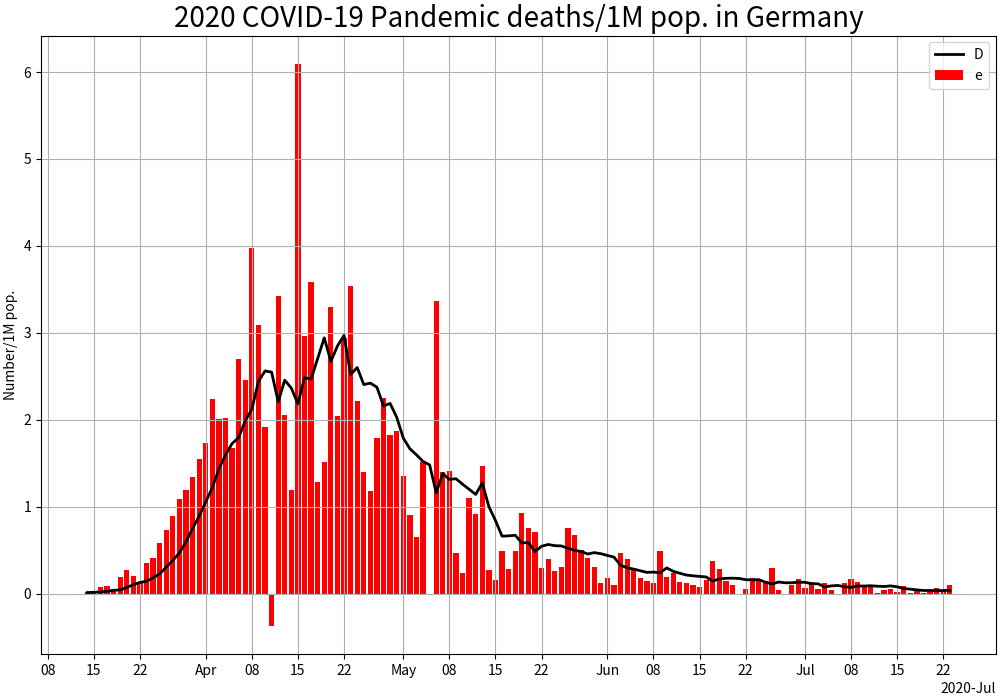 2020 COVID-19 Pandemic deaths/1M pop. in Germany
D
e
Number/1M pop.
6
5
4
3
2
1
0
08 15 22 Apr 08 15 22 May 08 15 22 Jun 08 15 22 Jul 08 15 22
2020-Jul